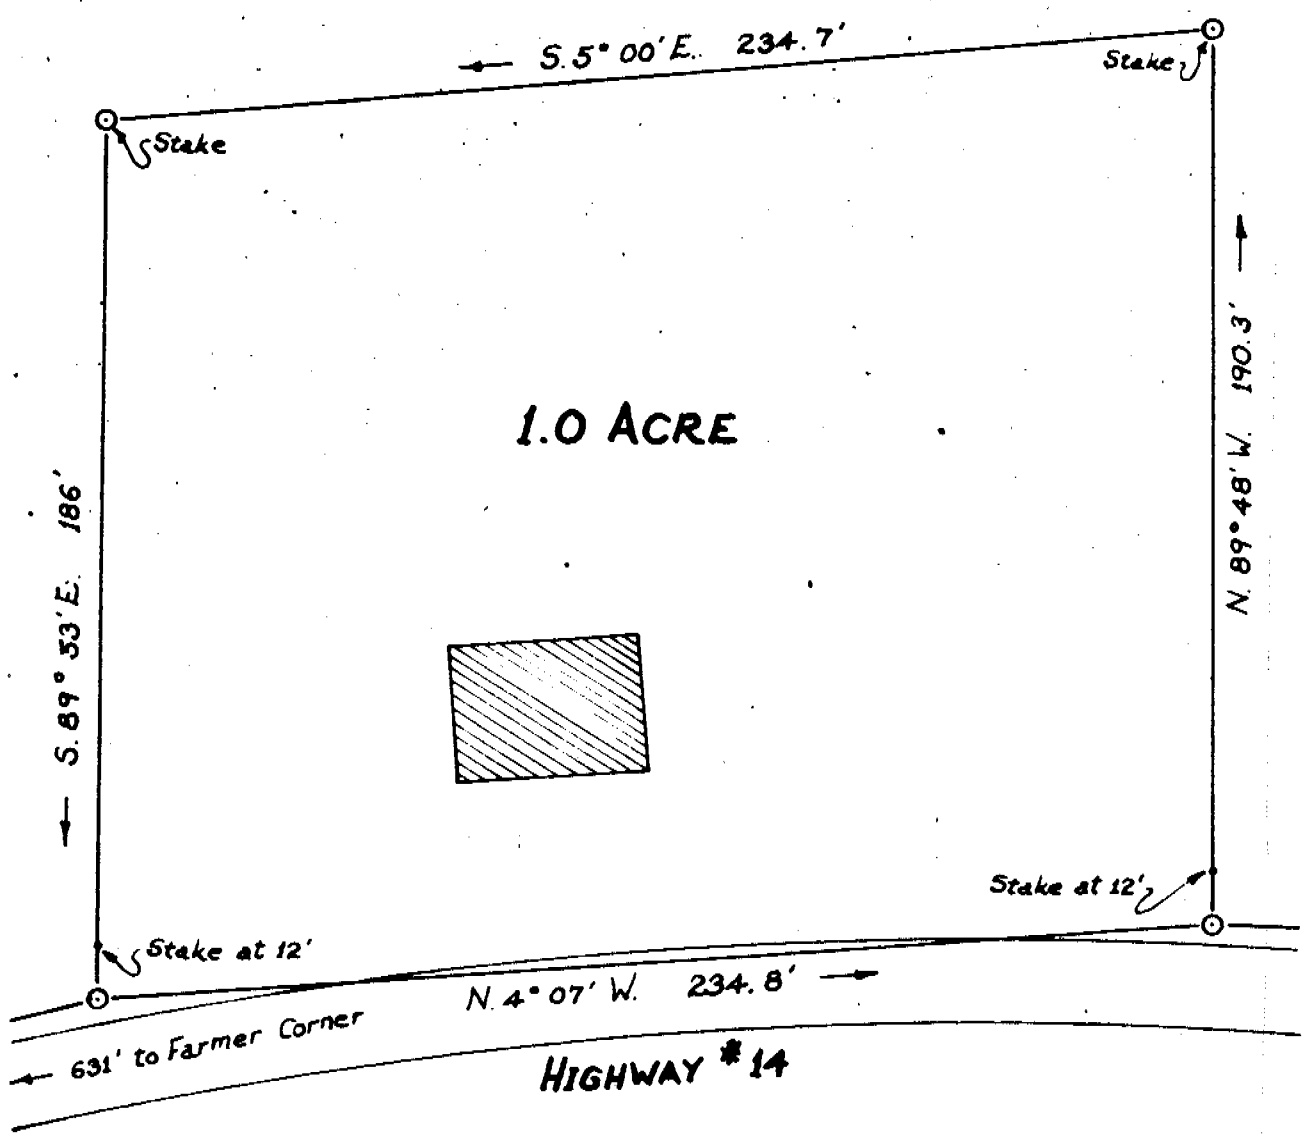 S. 5° 00' E. 234.7'
Stake
Stake
N. 89° 48' W. 190.3'
1.0 ACRE
S. 89° 53' E. 186'
Stake at 12'
Stake at 12'
N. 4° 07' W. 234.8'
631' to Farmer Corner
HIGHWAY #14